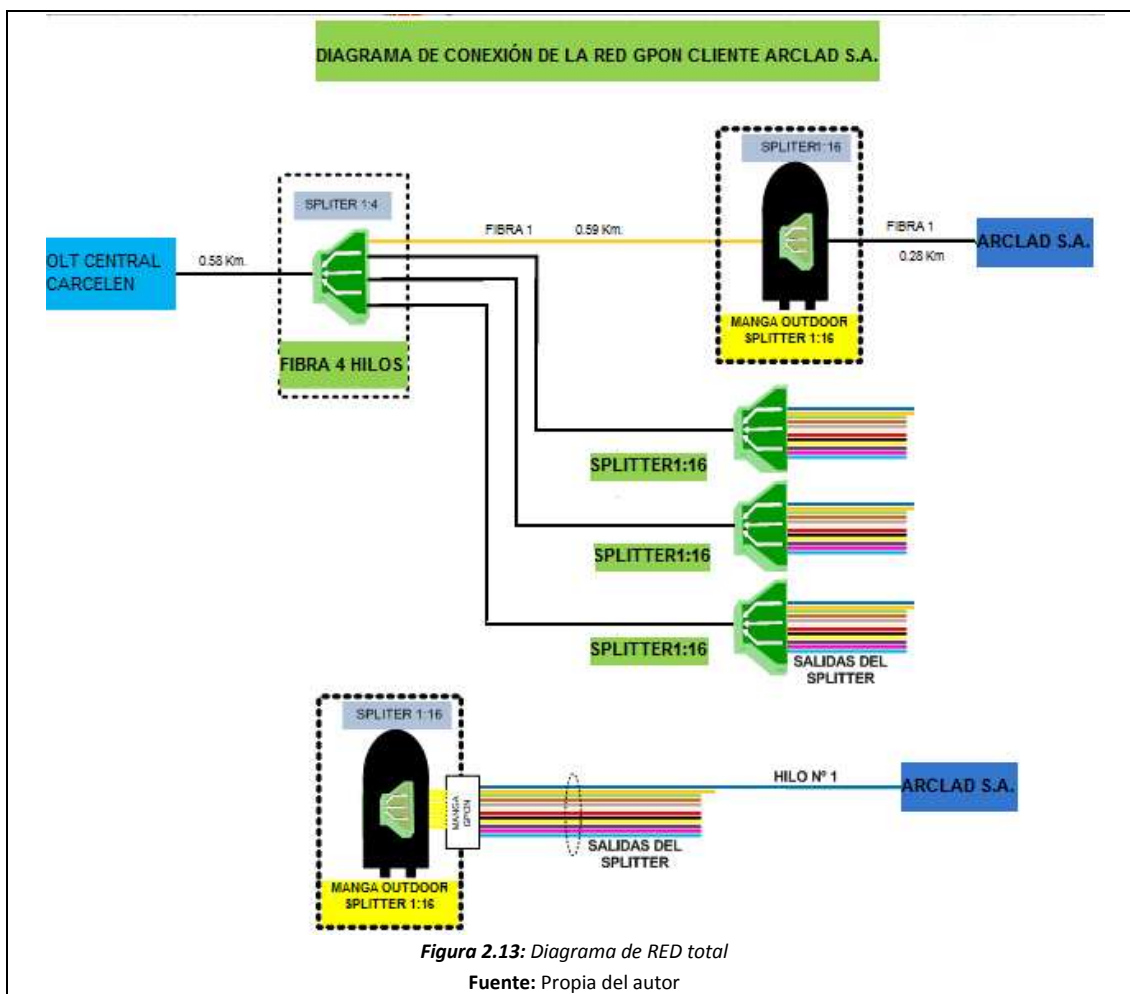 DIAGRAMA DE CONEXIÓN DE LA RED GPON CLIENTE ARCLAD S.A.
SPLITER1:16
SPLITER 1:4
FIBRA 1
0.59 Km.
FIBRA 1
OLT CENTRAL
CARCELEN
0.58 Km.
ARCLAD S.A.
0.28 Km
MANGA OUTDOOR
SPLITTER 1:16
FIBRA 4 HILOS
SPLITTER1:16
SPLITTER1:16
SPLITTER1:16
SALIDAS DEL
SPLITTER
SPLITER 1:16
HILO Nº 1
ARCLAD S.A.
MANGA
GPON
SALIDAS DEL
SPLITTER
MANGA OUTDOOR
SPLITTER 1:16
Figura 2.13: Diagrama de RED total
Fuente: Propia del autor